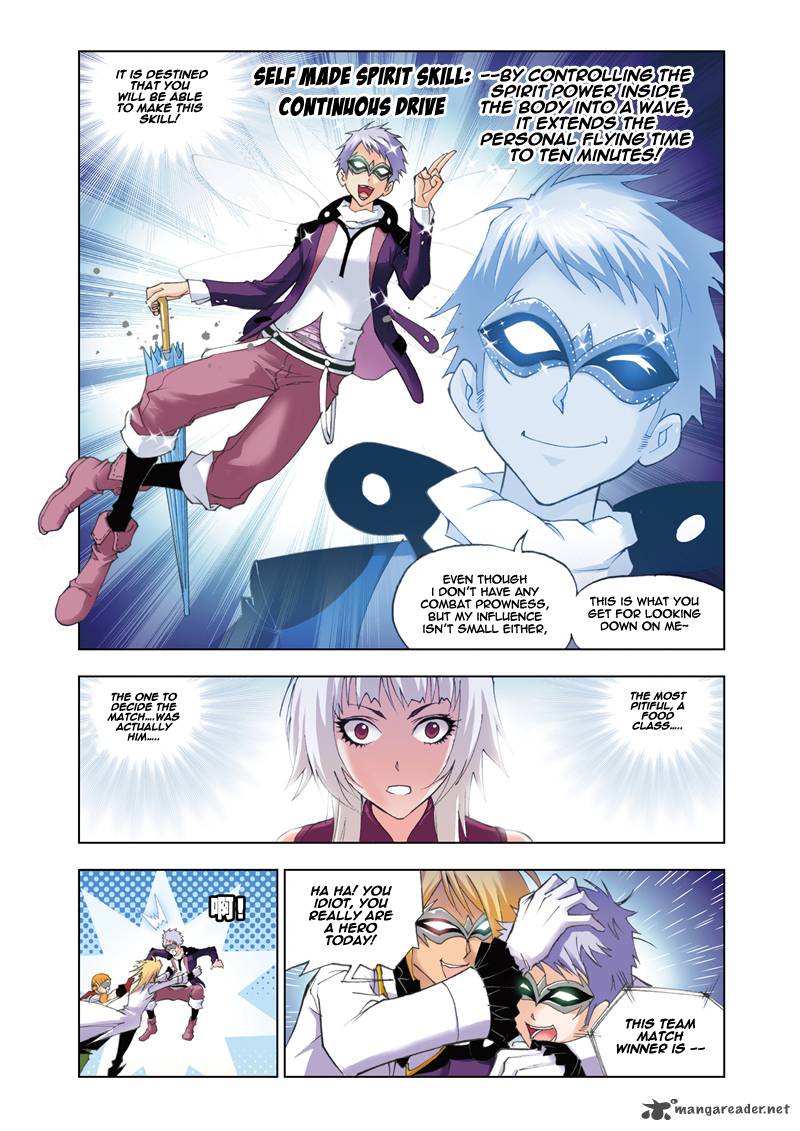 IT IS DESTINED
THAT YOU
WILL BE ABLE
TO MAKE THIS
SKILL!
SELF MADE SPIRIT SKILL:
CONTINUOUS DRIVE
--BY CONTROLLING THE
SPIRIT POWER INSIDE
THE BODY INTO A WAVE,
IT EXTENDS THE
PERSONAL FLYING TIME
TO TEN MINUTES!
EVEN THOUGH
I DON'T HAVE ANY
COMBAT PROWNESS,
BUT MY INFLUENCE
ISN'T SMALL EITHER,
THIS IS WHAT YOU
GET FOR LOOKING
DOWN ON ME~
THE ONE TO
DECIDE THE
MATCH....WAS
ACTUALLY
HIM.....
THE MOST
PITIFUL, A
FOOD
CLASS.....
啊!
HA HA! YOU
IDIOT, YOU
REALLY ARE
A HERO
TODAY!
THIS TEAM
MATCH
WINNER IS --
mangareader.net